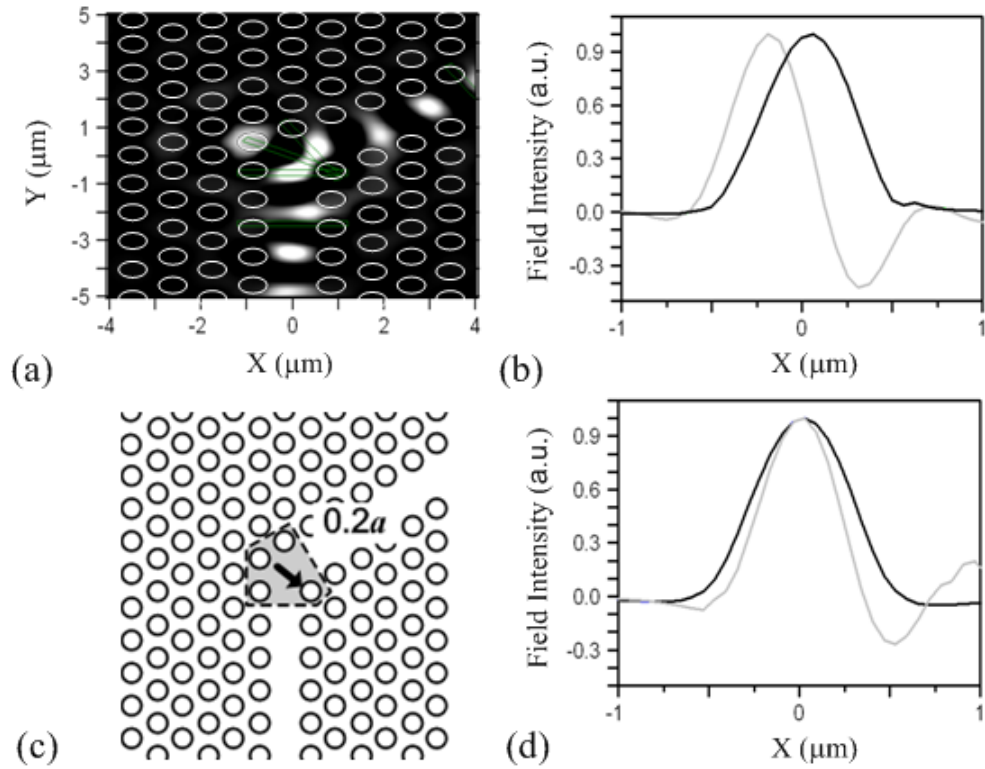 5
3
1
-1
-3
-5
Y (μm)
-4
-2
0
2
4
X (μm)
(a)
0.9
0.6
0.3
0.0
-0.3
Field Intensity (a.u.)
-1
0
1
X (μm)
(b)
0.2a
(c)
0.9
0.6
0.3
0.0
-0.3
Field Intensity (a.u.)
-1
0
1
X (μm)
(d)